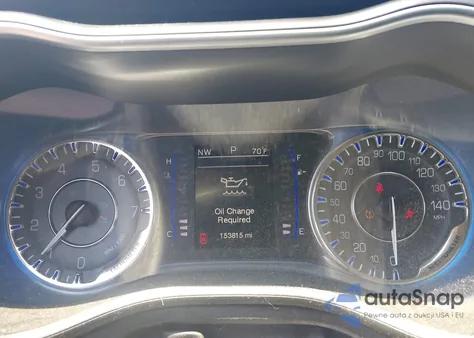 NW P 70°F
H F
Oil Change
Required
C E
153815 mi
0 1 2 3 4 5 6 7
10 20 30 40 50 60 70 80 90 100 110 120 130 140
MPH
autoSnap
Pewne auta z aukcji USA i EU